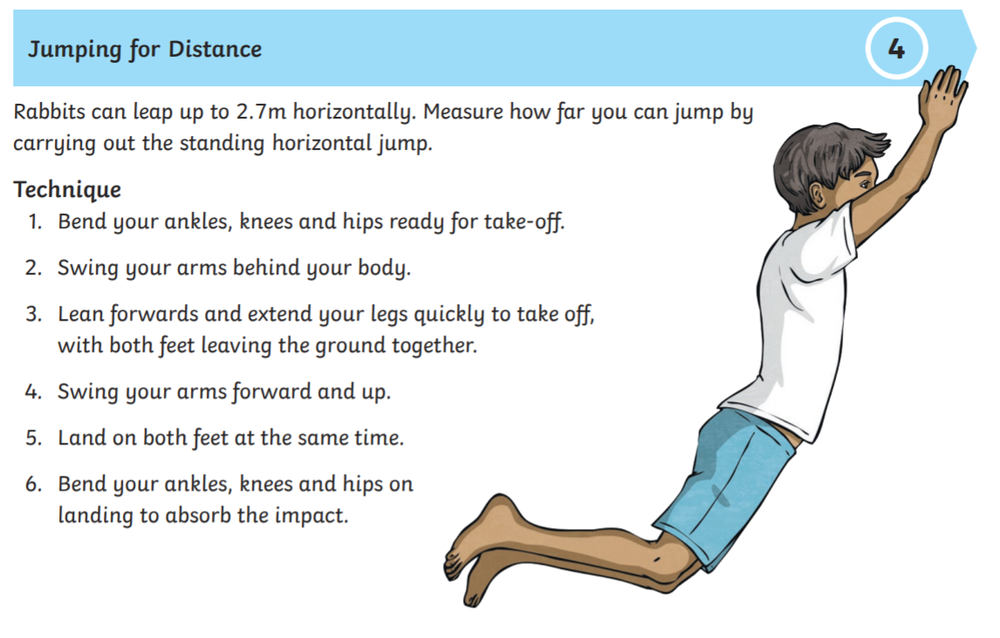 Jumping for Distance
4
Rabbits can leap up to 2.7m horizontally. Measure how far you can jump by
carrying out the standing horizontal jump.
Technique
1. Bend your ankles, knees and hips ready for take-off.
2. Swing your arms behind your body.
3. Lean forwards and extend your legs quickly to take off,
with both feet leaving the ground together.
4. Swing your arms forward and up.
5. Land on both feet at the same time.
6. Bend your ankles, knees and hips on
landing to absorb the impact.